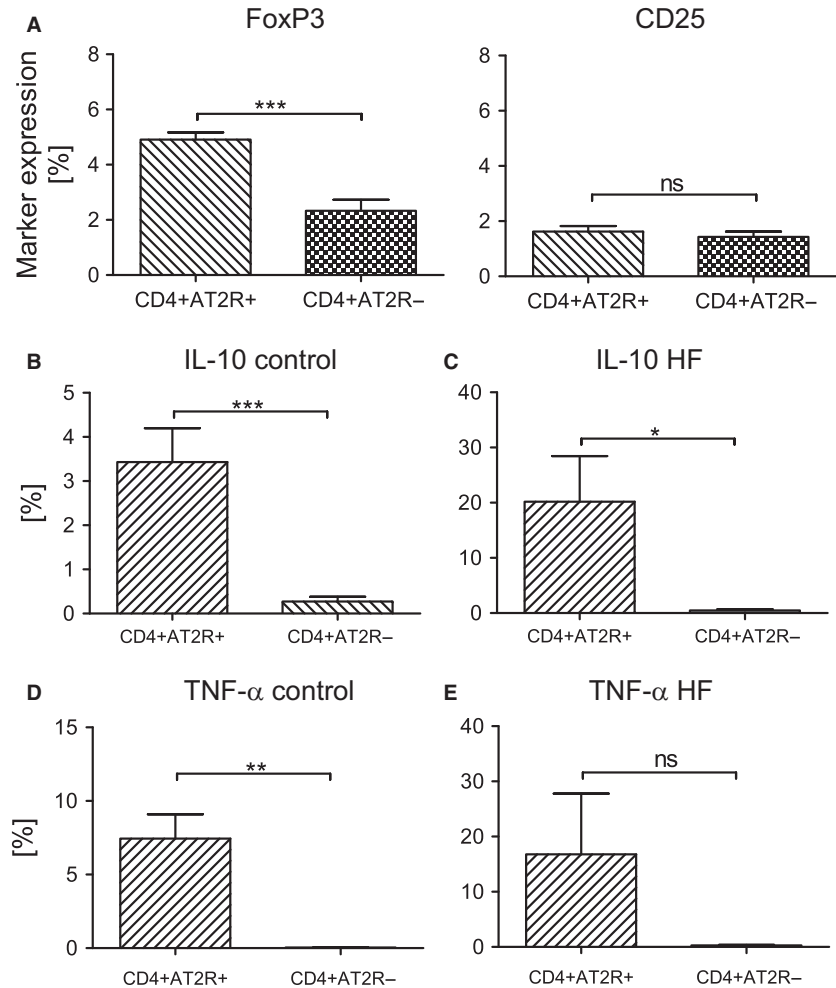 A
FoxP3
CD25
Marker expression
[%]
8
6
4
2
0
***
CD4+AT2R+
CD4+AT2R–
8
6
4
2
0
ns
CD4+AT2R+
CD4+AT2R–
B
IL-10 control
[%]
5
4
3
2
1
0
***
CD4+AT2R+
CD4+AT2R–
C
IL-10 HF
40
30
20
10
0
*
CD4+AT2R+
CD4+AT2R–
D
TNF-α control
[%]
15
10
5
0
**
CD4+AT2R+
CD4+AT2R–
E
TNF-α HF
40
30
20
10
0
ns
CD4+AT2R+
CD4+AT2R–